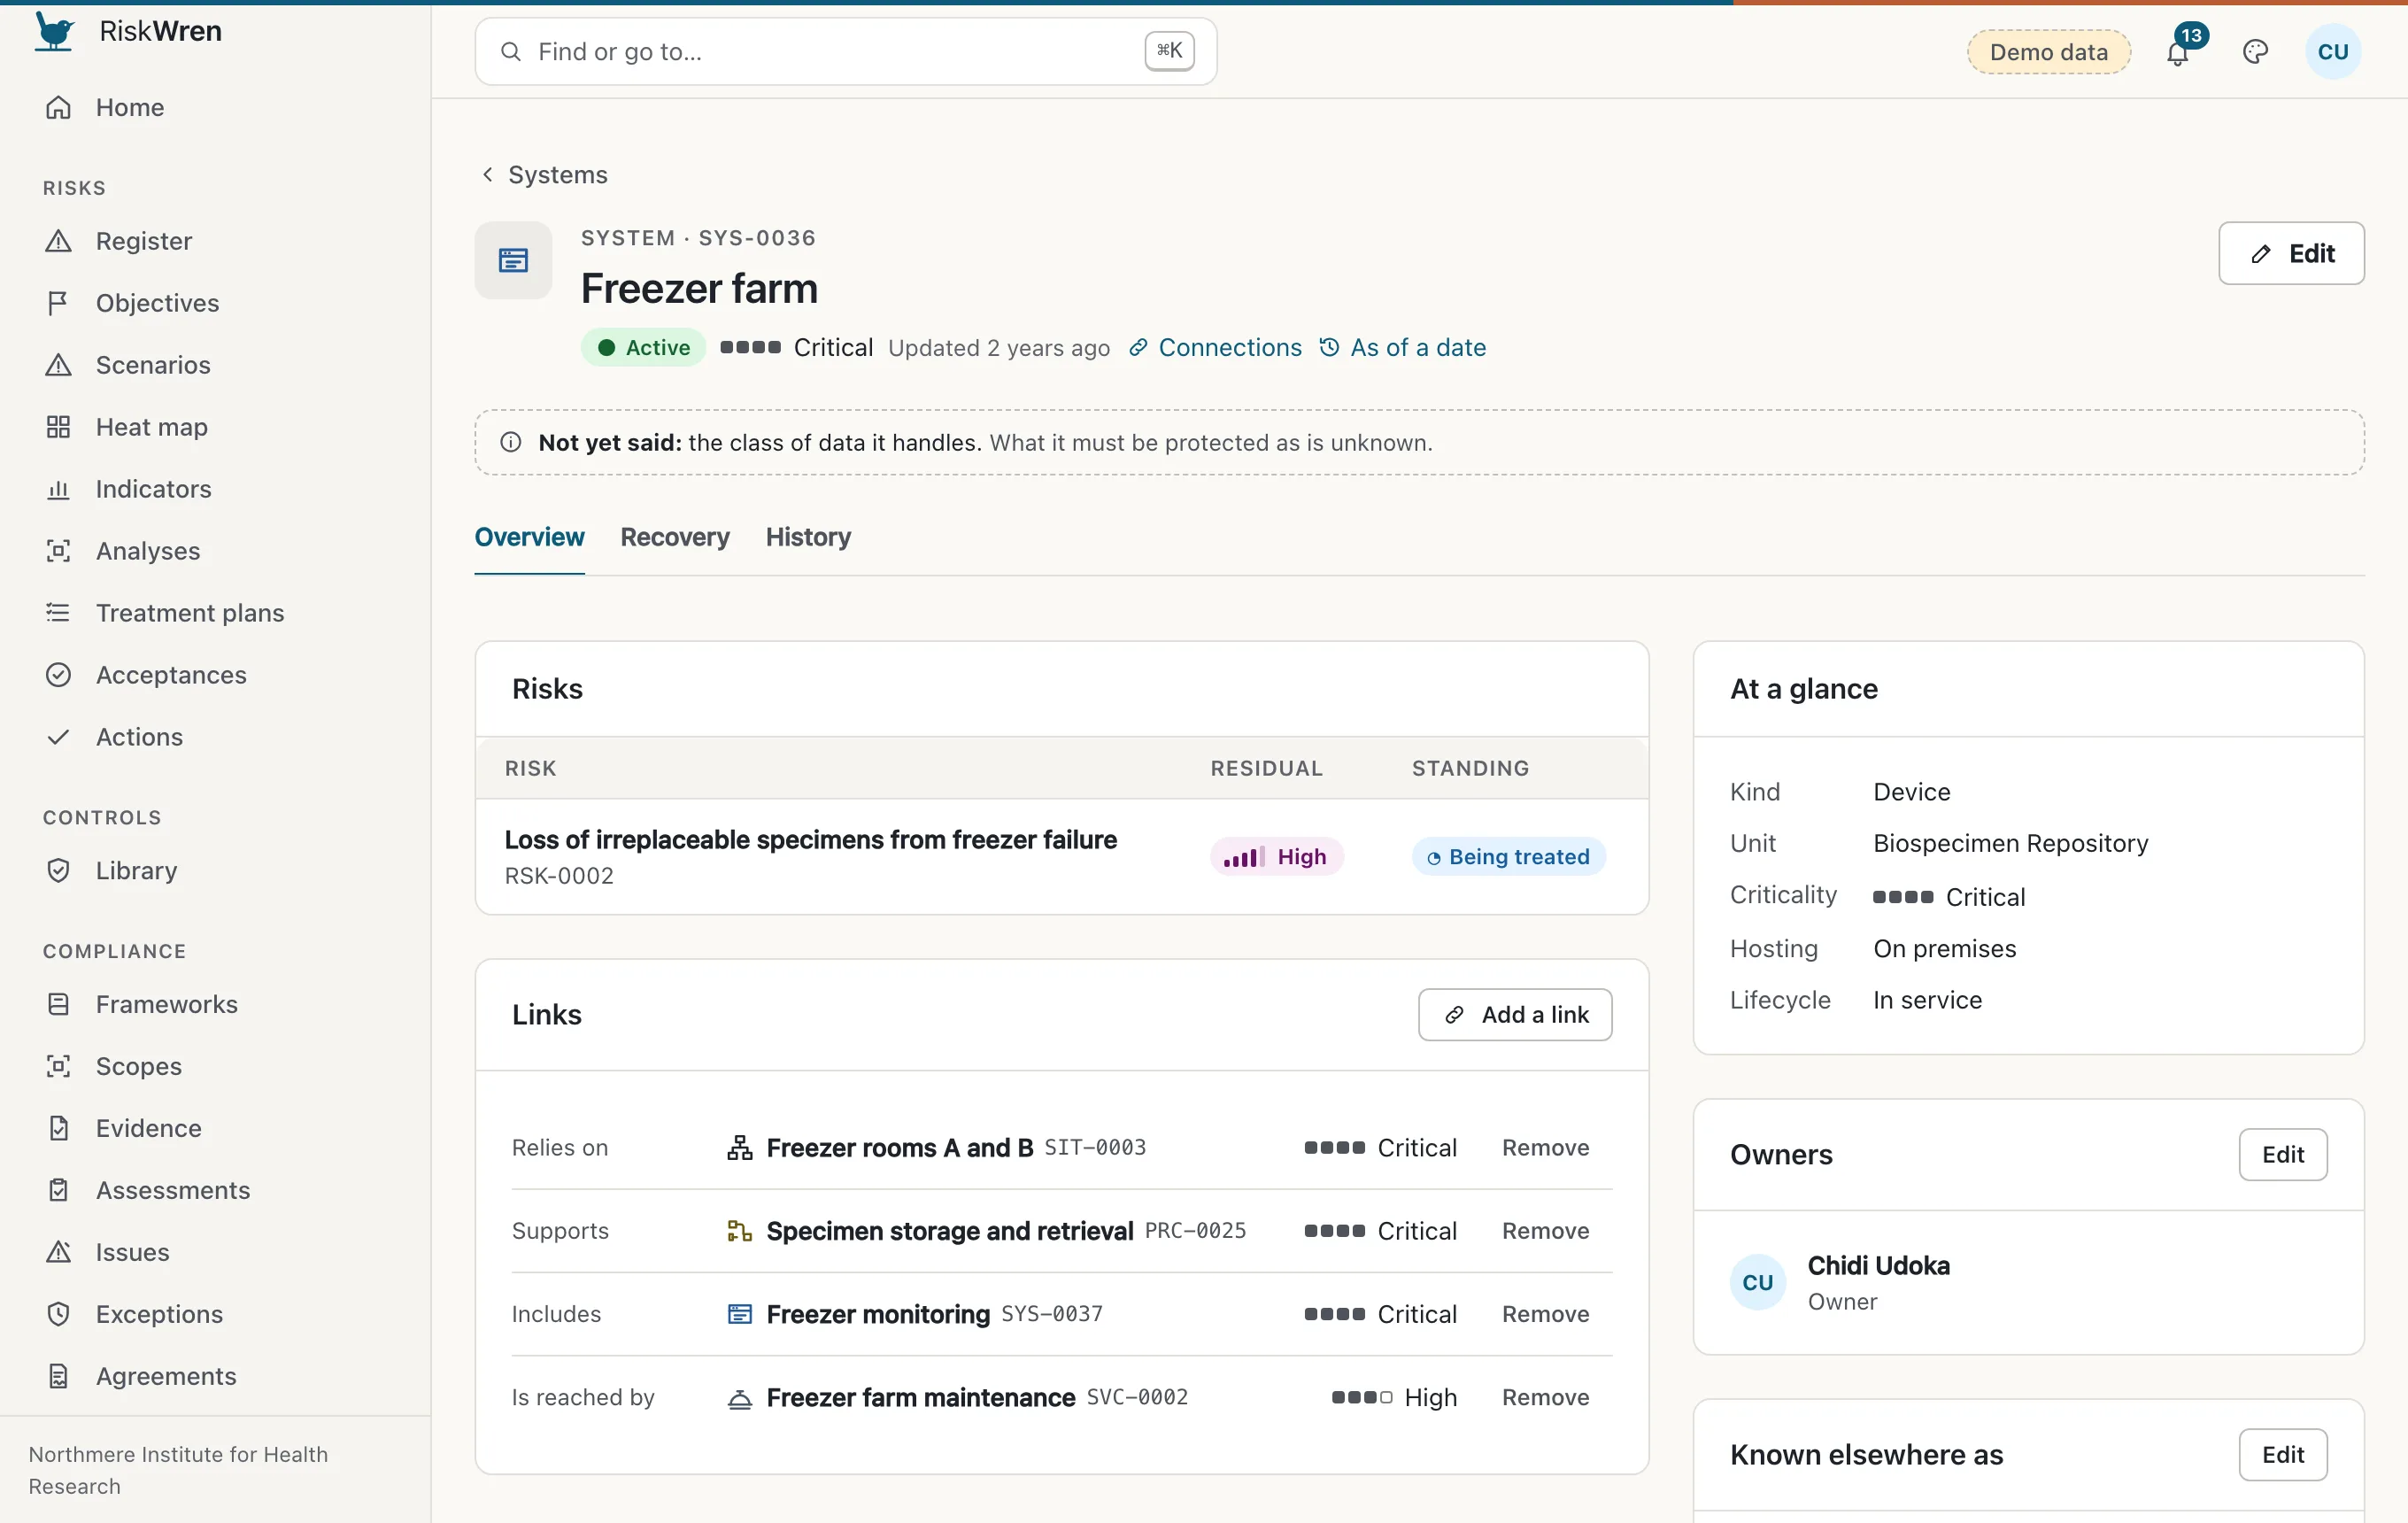 RiskWren
Find or go to...
⌘K
Demo data
13
CU
Home
RISKS
Register
Objectives
Scenarios
Heat map
Indicators
Analyses
Treatment plans
Acceptances
Actions
CONTROLS
Library
COMPLIANCE
Frameworks
Scopes
Evidence
Assessments
Issues
Exceptions
Agreements
Northmere Institute for Health
Research
Systems
SYSTEM · SYS-0036
Freezer farm
Edit
Active Critical Updated 2 years ago Connections As of a date
Not yet said: the class of data it handles. What it must be protected as is unknown.
Overview Recovery History
Risks
RISK RESIDUAL STANDING
Loss of irreplaceable specimens from freezer failure
RSK-0002
High
Being treated
Links
Add a link
Relies on Freezer rooms A and B SIT-0003 Critical Remove
Supports Specimen storage and retrieval PRC-0025 Critical Remove
Includes Freezer monitoring SYS-0037 Critical Remove
Is reached by Freezer farm maintenance SVC-0002 High Remove
At a glance
Kind Device
Unit Biospecimen Repository
Criticality Critical
Hosting On premises
Lifecycle In service
Owners
Edit
CU
Chidi Udoka
Owner
Known elsewhere as
Edit